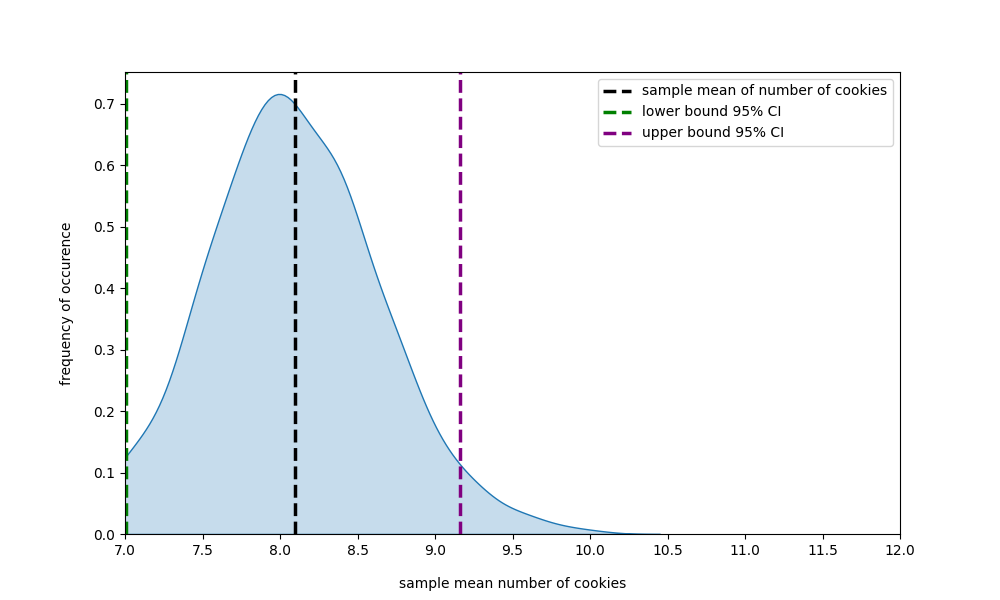 sample mean of number of cookies
lower bound 95% CI
upper bound 95% CI
0.7
0.6
0.5
0.4
0.3
0.2
0.1
0.0
frequency of occurence
7.0 7.5 8.0 8.5 9.0 9.5 10.0 10.5 11.0 11.5 12.0
sample mean number of cookies